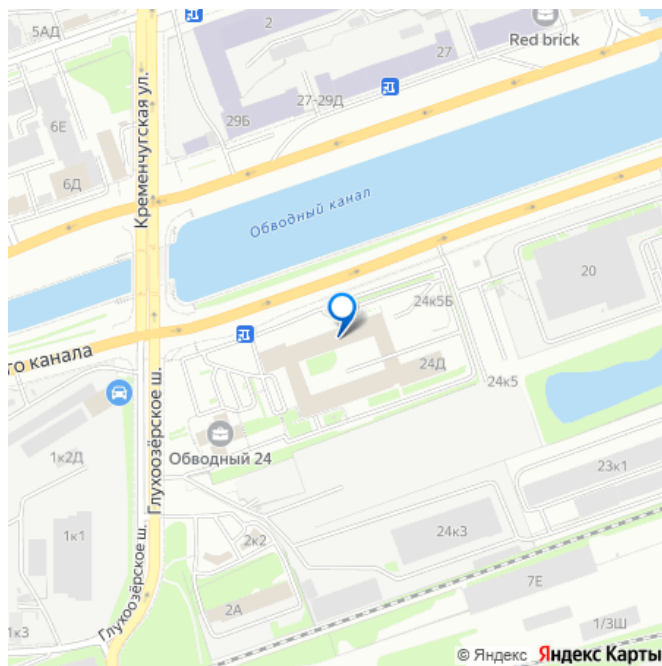 5АД
2
Red brick
27
27-29Д
29Б
6Е
6Д
Кременчугская ул.
Обводный канал
20
24к5Б
го канала
24Д
24к5
Глухоозёрское ш.
Обводный 24
1к2Д
23к1
1к1
2к2
24к3
7Е
2А
Глухоозёрское ш.
1к3
1/3Ш
© Яндекс Яндекс Карты